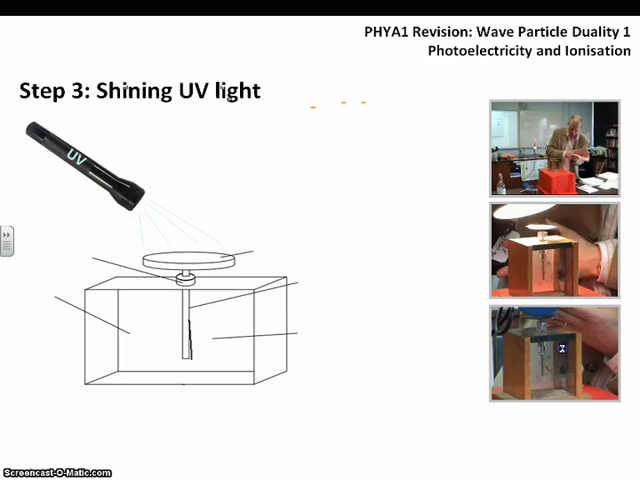 PHYA1 Revision: Wave Particle Duality 1
Photoelectricity and Ionisation
Step 3: Shining UV light
UV
Screencast-O-Matic.com